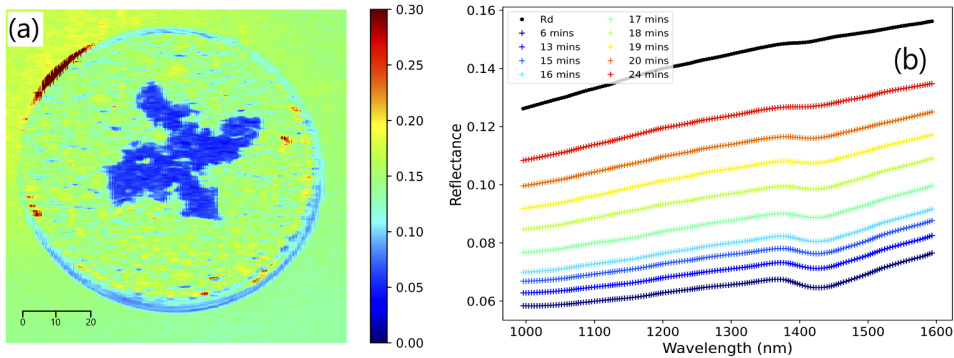 (a)
0 10 20
0.30
0.25
0.20
0.15
0.10
0.05
0.00
(b)
Rd
6 mins
13 mins
15 mins
16 mins
17 mins
18 mins
19 mins
20 mins
24 mins
0.16
0.14
0.12
0.10
0.08
0.06
Reflectance
1000 1100 1200 1300 1400 1500 1600
Wavelength (nm)